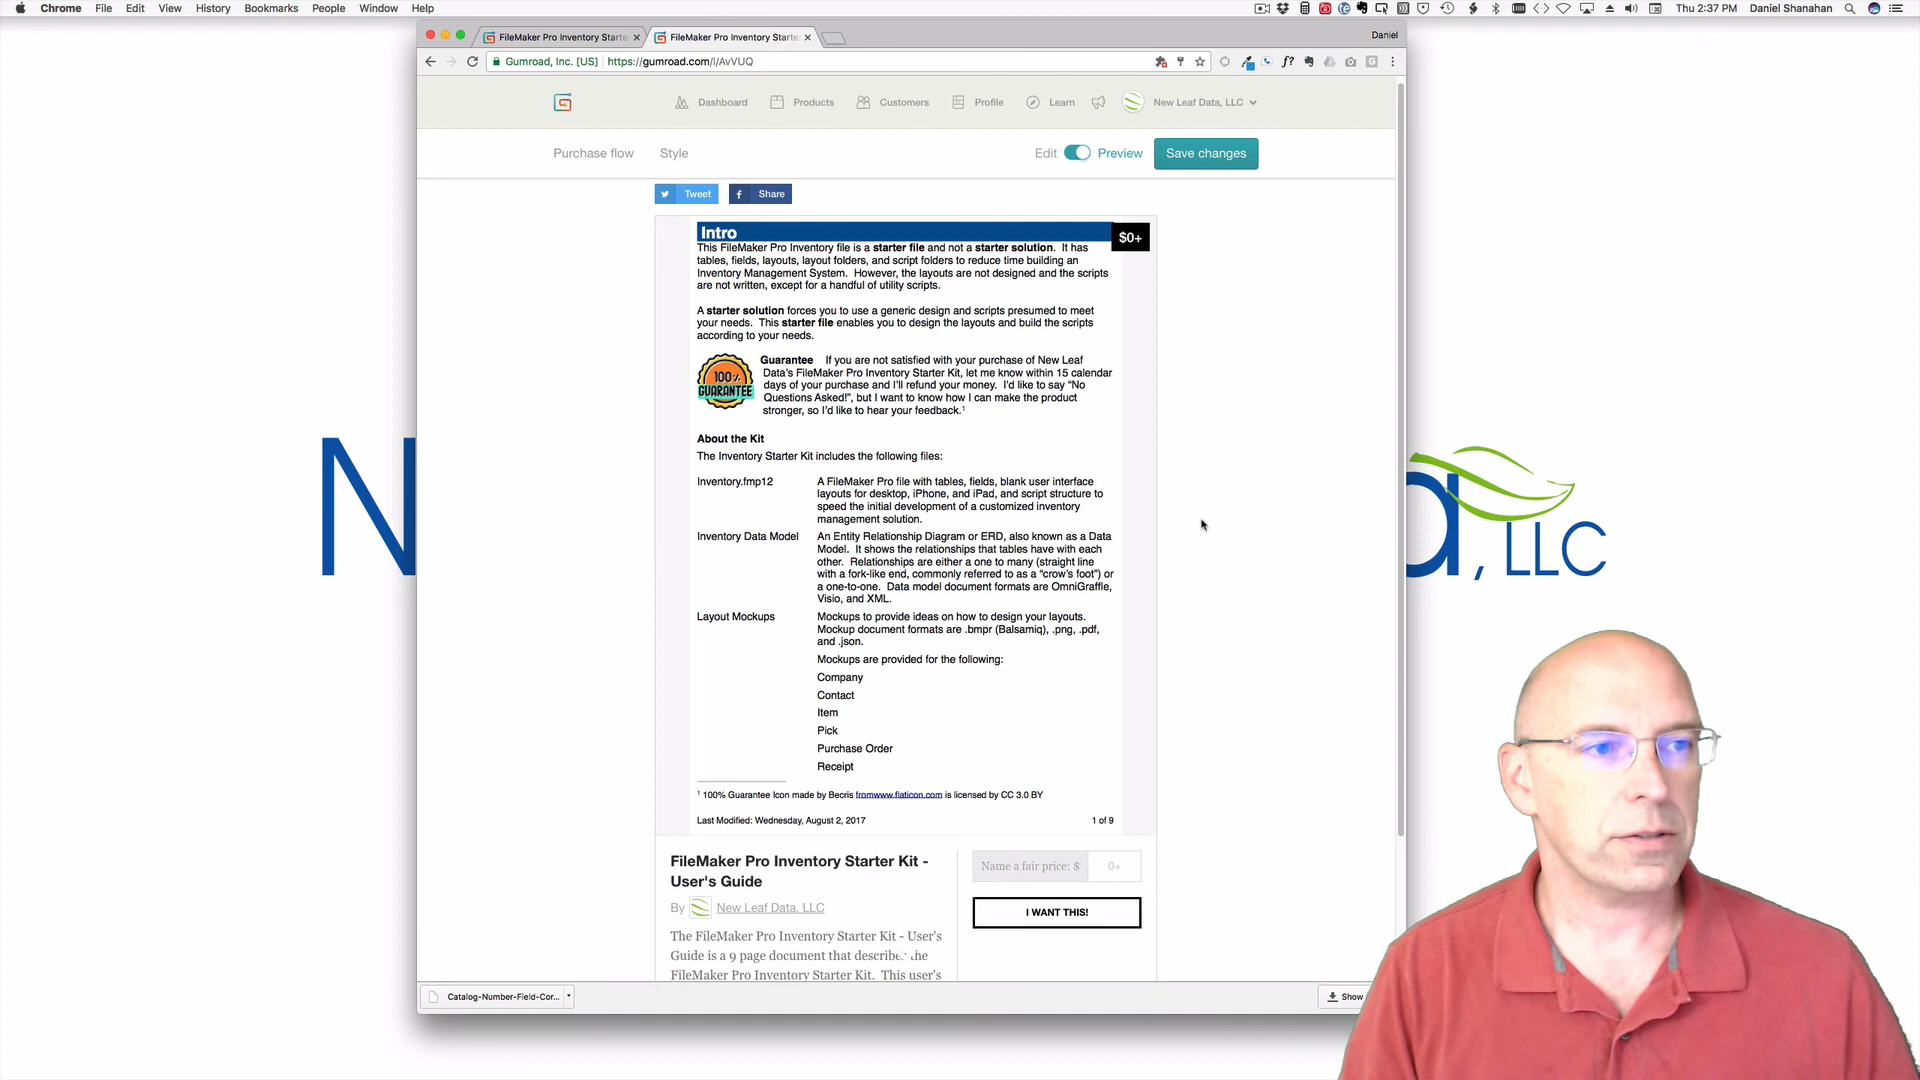 Chrome File Edit View History Bookmarks People Window Help
Thu 2:37 PM Daniel Shanahan
FileMaker Pro Inventory Starte
FileMaker Pro Inventory Starte
Daniel
Gumroad, Inc. [US] https://gumroad.com/l/AvVUQ
Dashboard Products Customers Profile Learn New Leaf Data, LLC
Purchase flow Style Edit Preview Save changes
Tweet Share
Intro
$0+
This FileMaker Pro Inventory file is a starter file and not a starter solution. It has
tables, fields, layouts, layout folders, and script folders to reduce time building an
Inventory Management System. However, the layouts are not designed and the scripts
are not written, except for a handful of utility scripts.
A starter solution forces you to use a generic design and scripts presumed to meet
your needs. This starter file enables you to design the layouts and build the scripts
according to your needs.
100%
GUARANTEE
Guarantee If you are not satisfied with your purchase of New Leaf
Data's FileMaker Pro Inventory Starter Kit, let me know within 15 calendar
days of your purchase and I'll refund your money. I'd like to say “No
Questions Asked!”, but I want to know how I can make the product
stronger, so I'd like to hear your feedback.1
About the Kit
The Inventory Starter Kit includes the following files:
Inventory.fmp12 A FileMaker Pro file with tables, fields, blank user interface
layouts for desktop, iPhone, and iPad, and script structure to
speed the initial development of a customized inventory
management solution.
Inventory Data Model An Entity Relationship Diagram or ERD, also known as a Data
Model. It shows the relationships that tables have with each
other. Relationships are either a one to many (straight line
with a fork-like end, commonly referred to as a “crow's foot”) or
a one-to-one. Data model document formats are OmniGraffle,
Visio, and XML.
Layout Mockups Mockups to provide ideas on how to design your layouts.
Mockup document formats are .bmpr (Balsamiq), .png, .pdf,
and .json.
Mockups are provided for the following:
Company
Contact
Item
Pick
Purchase Order
Receipt
1 100% Guarantee Icon made by Becris fromwww.flaticon.com is licensed by CC 3.0 BY
Last Modified: Wednesday, August 2, 2017 1 of 9
FileMaker Pro Inventory Starter Kit -
User's Guide
By New Leaf Data, LLC
The FileMaker Pro Inventory Starter Kit - User's
Guide is a 9 page document that describe he
FileMaker Pro Inventory Starter Kit. This user's
Name a fair price: $ 0+
I WANT THIS!
Catalog-Number-Field-Cor...
Show
N
a, LLC